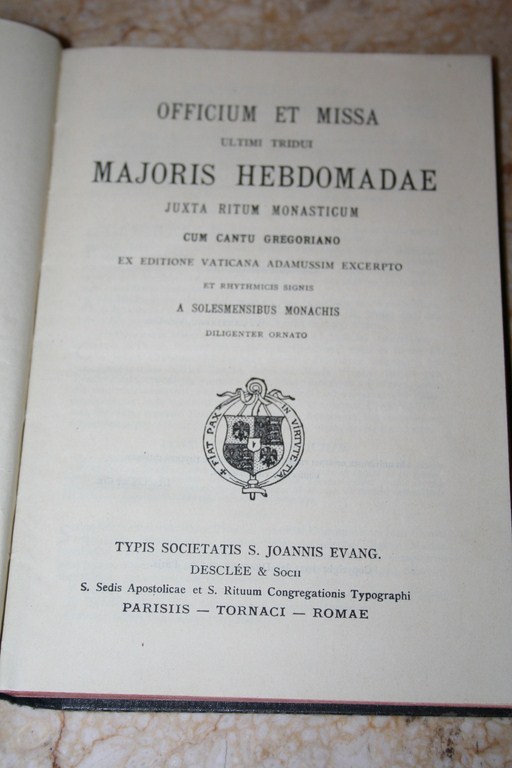 OFFICIUM ET MISSA
ULTIMI TRIDUI
MAJORIS HEBDOMADAE
JUXTA RITUM MONASTICUM
CUM CANTU GREGORIANO
EX EDITIONE VATICANA ADAMUSSIM EXCERPTO
ET RHYTHMICIS SIGNIS
A SOLESMENSIBUS MONACHIS
DILIGENTER ORNATO
FIAT PAX IN VIRTVTE TVA
TYPIS SOCIETATIS S. JOANNIS EVANG.
DESCLÉE & SOCII
S. Sedis Apostolicae et S. Rituum Congregationis Typographi
PARISIIS — TORNACI — ROMAE